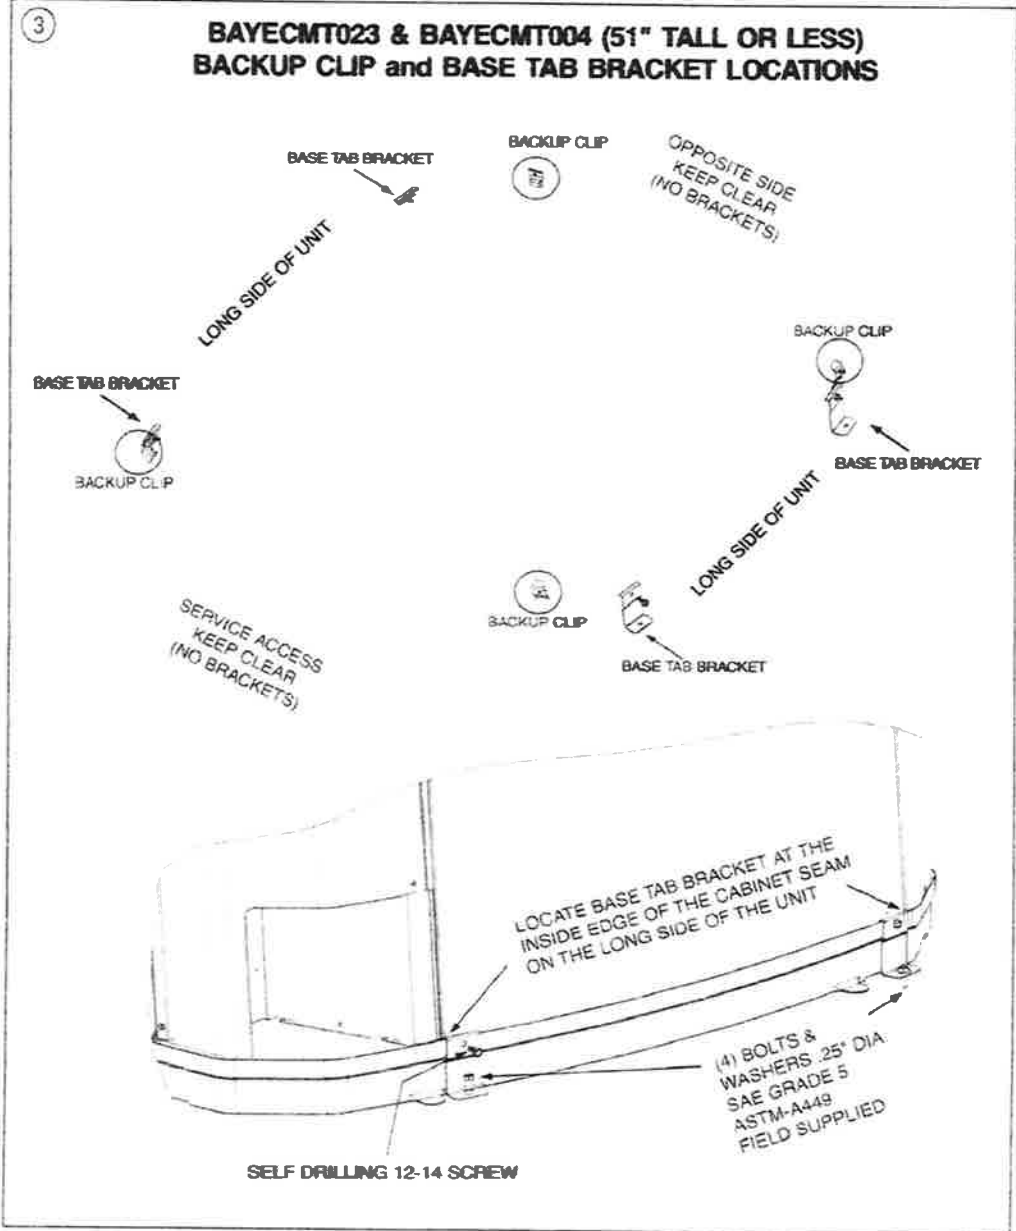 3
BAYECMT023 & BAYECMT004 (51" TALL OR LESS)
BACKUP CLIP and BASE TAB BRACKET LOCATIONS
BASE TAB BRACKET
BACKUP CLIP
OPPOSITE SIDE
KEEP CLEAR
(NO BRACKETS)
LONG SIDE OF UNIT
BACKUP CLIP
BASE TAB BRACKET
BASE TAB BRACKET
BACKUP CLIP
LONG SIDE OF UNIT
BACKUP CLIP
BASE TAB BRACKET
SERVICE ACCESS
KEEP CLEAR
(NO BRACKETS)
LOCATE BASE TAB BRACKET AT THE
INSIDE EDGE OF THE CABINET SEAM
ON THE LONG SIDE OF THE UNIT
(4) BOLTS &
WASHERS .25" DIA
SAE GRADE 5
ASTM-A449
FIELD SUPPLIED
SELF DRILLING 12-14 SCREW